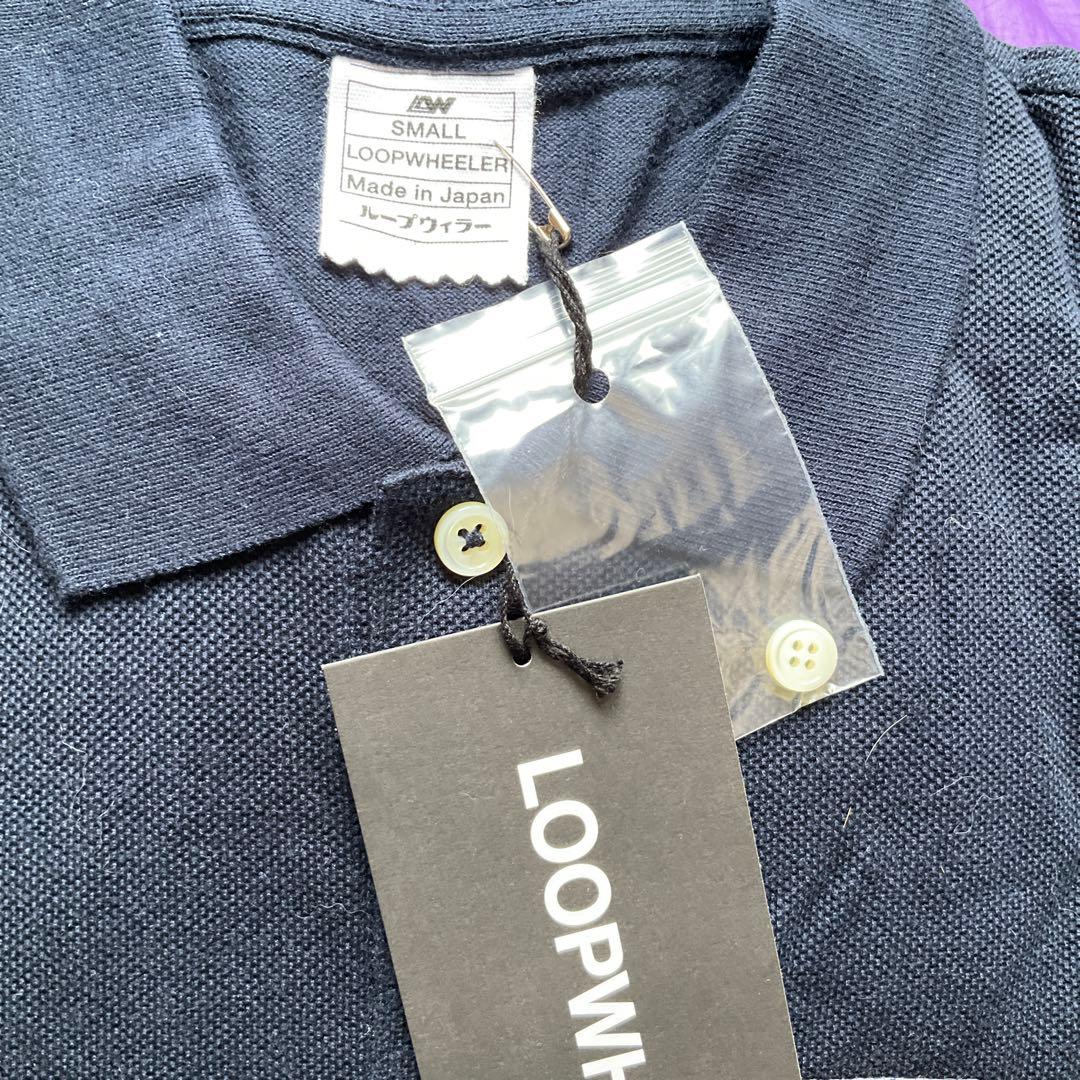 LW
SMALL
LOOPWHEELER
Made in Japan
ループウィラー
LOOPWH